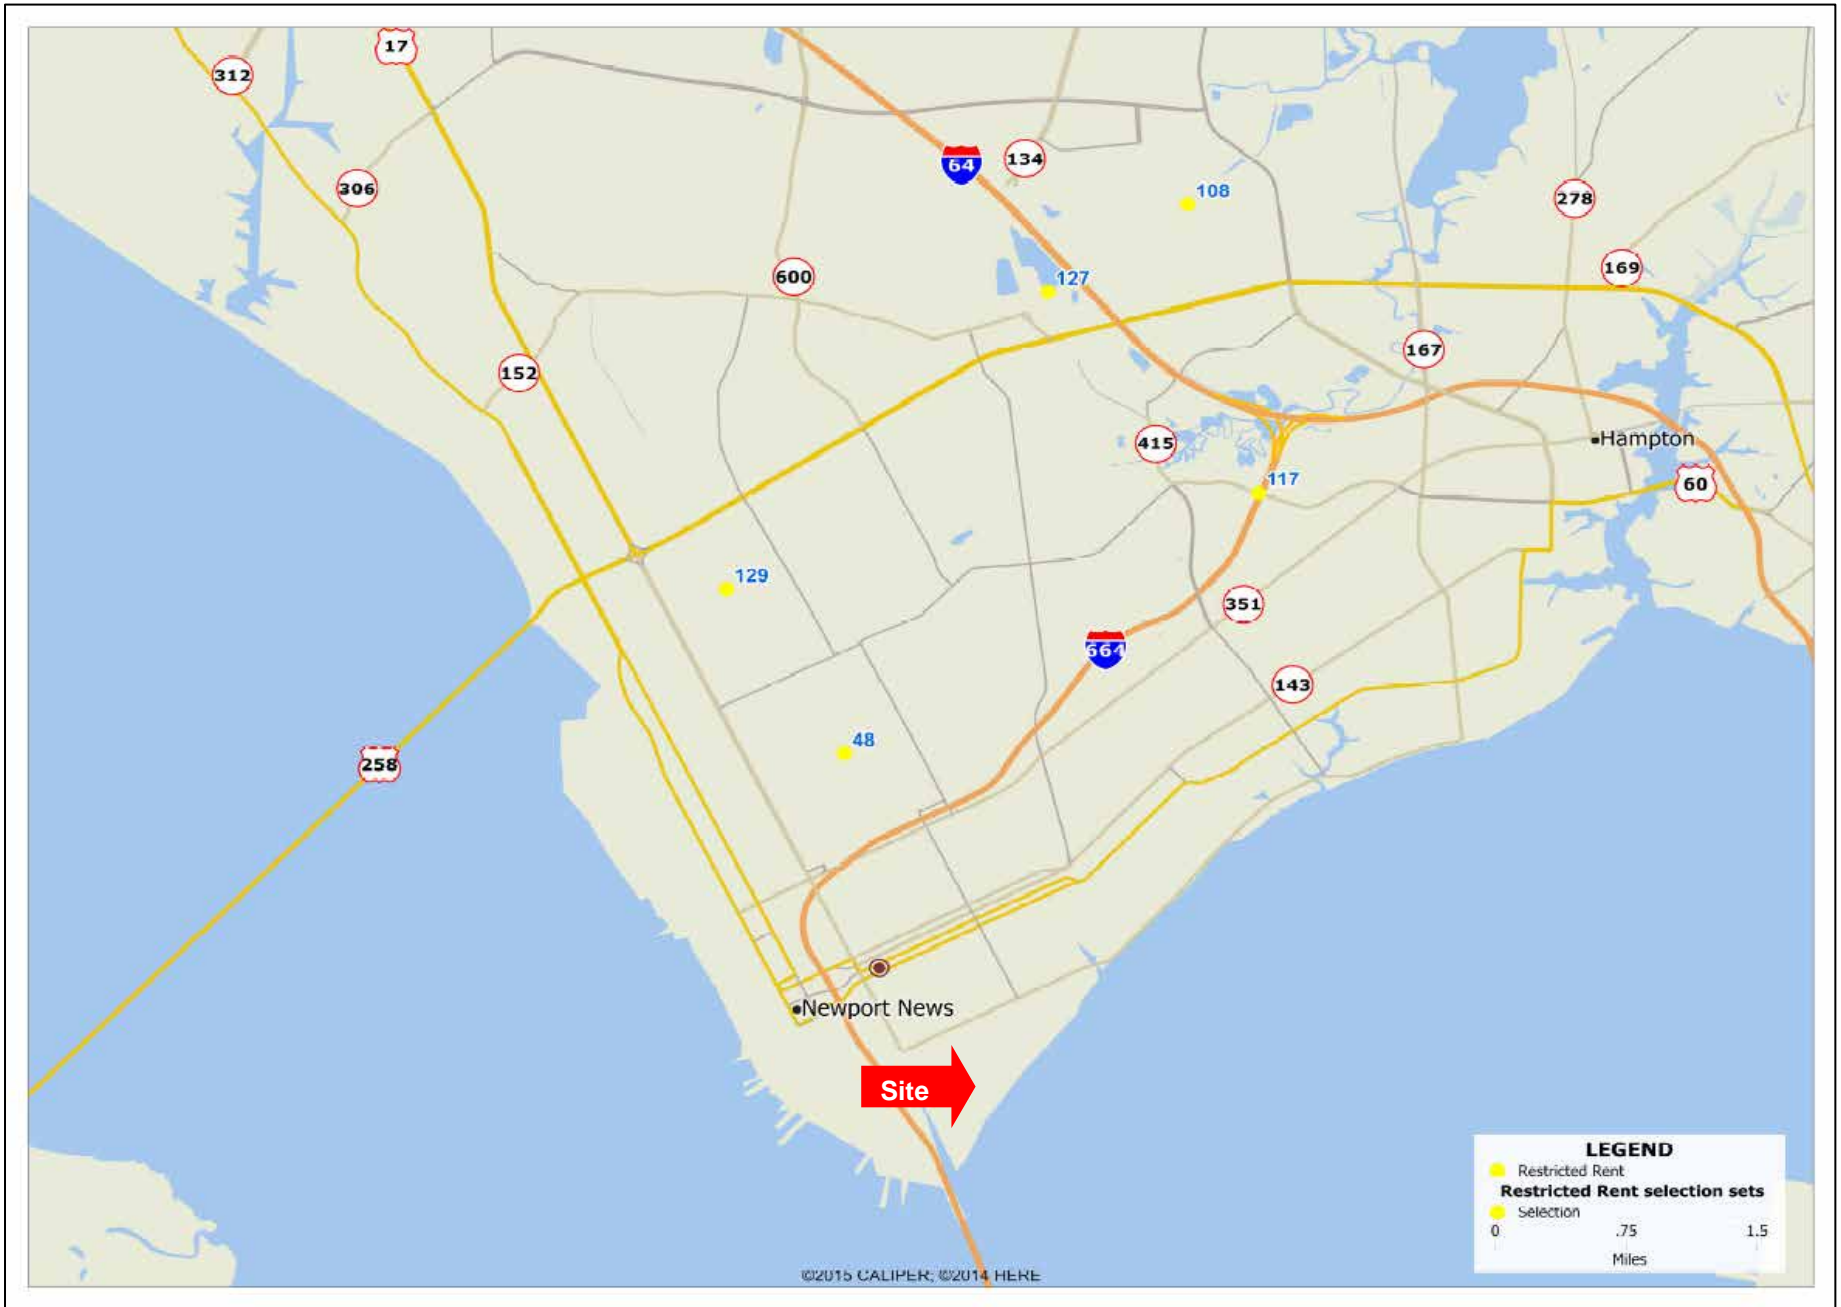 17
312
64
134
306
108
278
600
127
169
152
167
415
Hampton
117
60
129
351
664
143
48
258
Newport News
Site
LEGEND
Restricted Rent
Restricted Rent selection sets
Selection
0 .75 1.5
Miles
©2015 CALIPER; ©2014 HERE